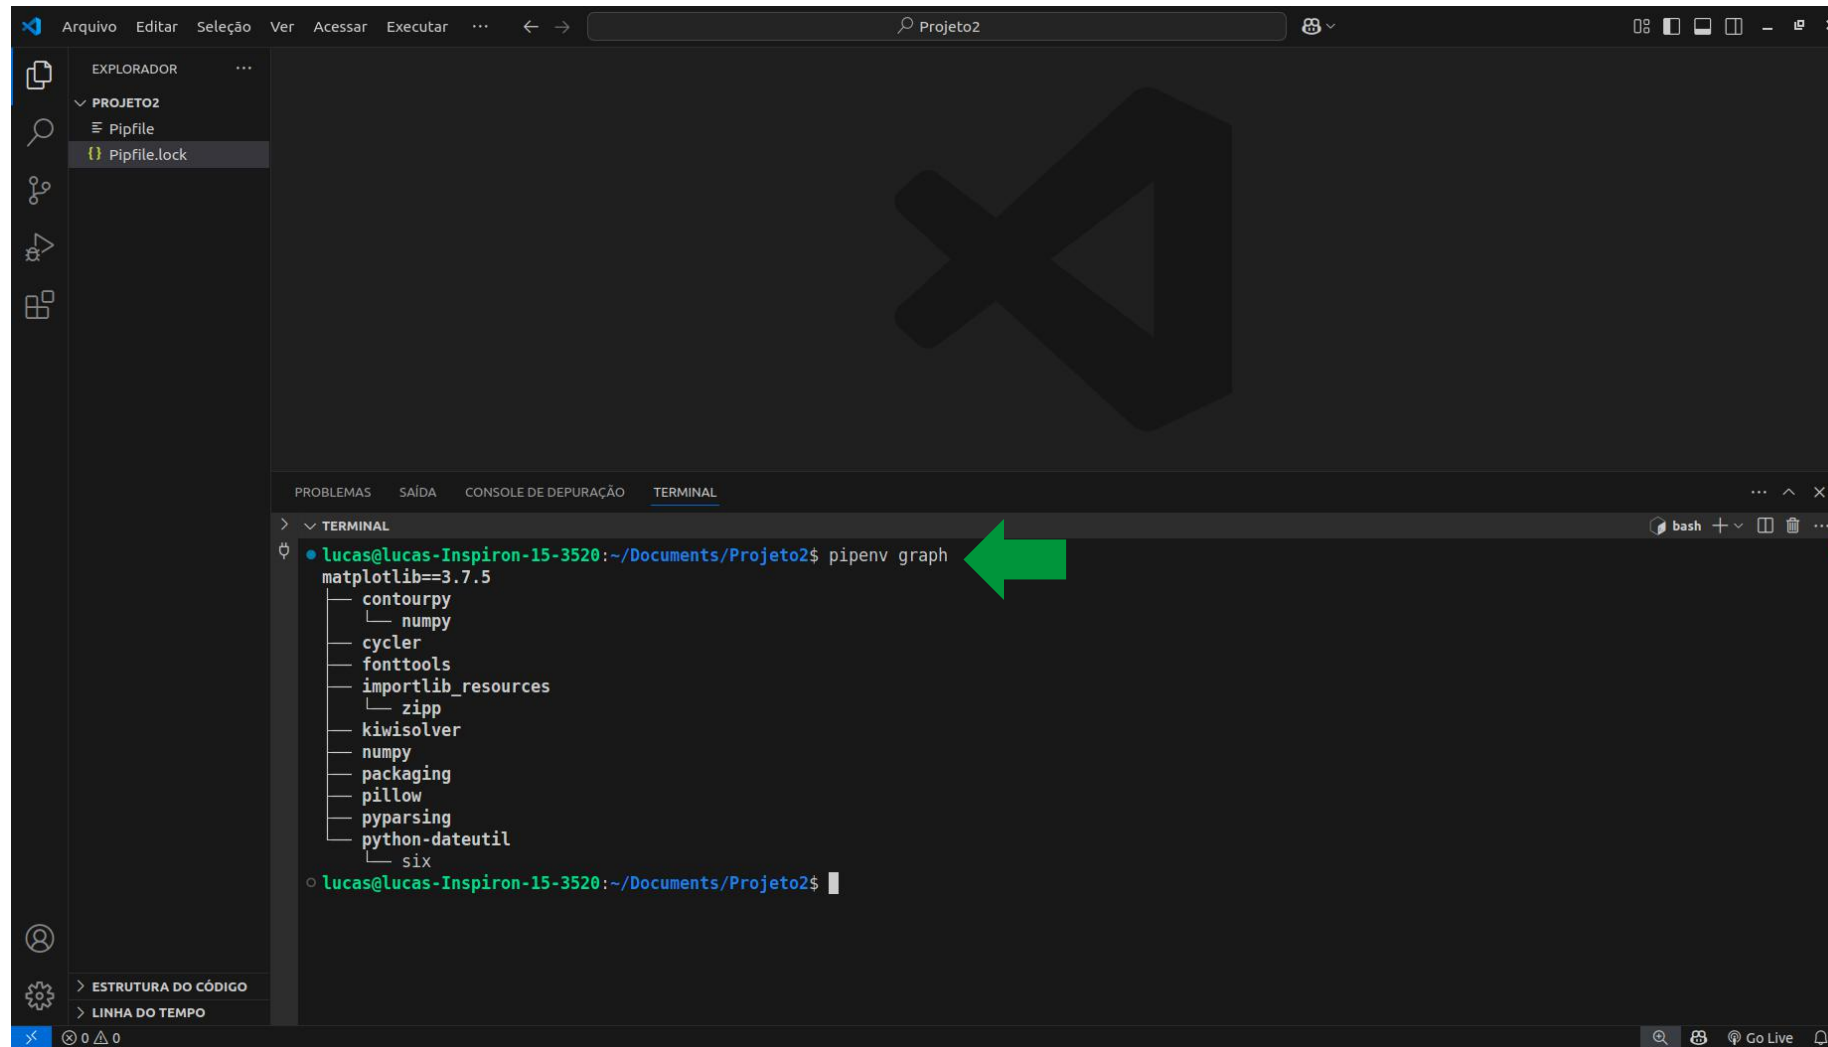 Arquivo Editar Seleção Ver Acessar Executar ··· Projeto2
EXPLORADOR ···
PROJETO2
Pipfile
{} Pipfile.lock
PROBLEMAS SAÍDA CONSOLE DE DEPURAÇÃO TERMINAL
TERMINAL bash
lucas@lucas-Inspiron-15-3520:~/Documents/Projeto2$ pipenv graph
matplotlib==3.7.5
├── contourpy
│   └── numpy
├── cycler
├── fonttools
├── importlib_resources
│   └── zipp
├── kiwisolver
├── numpy
├── packaging
├── pillow
├── pyparsing
└── python-dateutil
    └── six
lucas@lucas-Inspiron-15-3520:~/Documents/Projeto2$
ESTRUTURA DO CÓDIGO
LINHA DO TEMPO
0 0 Go Live